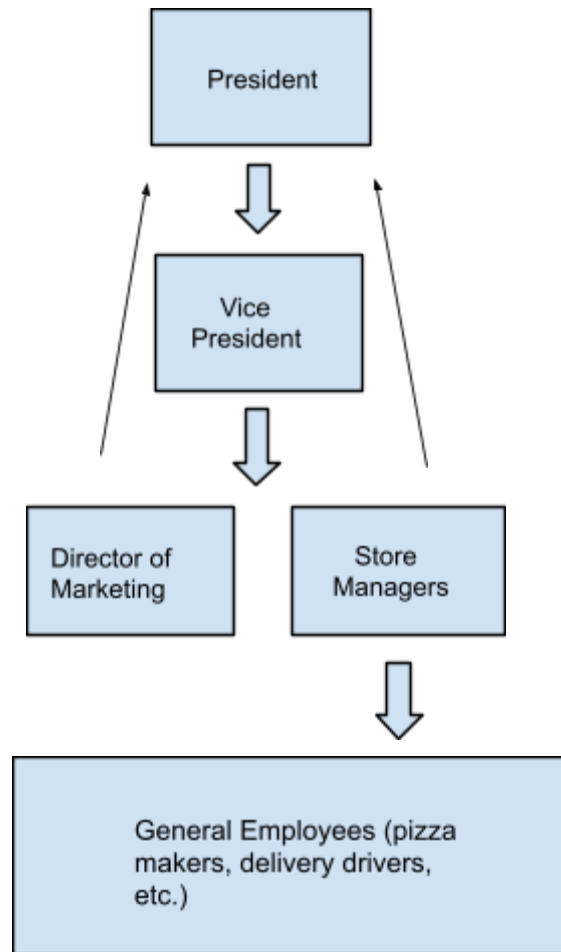 President
Vice
President
Director of
Marketing
Store
Managers
General Employees (pizza
makers, delivery drivers,
etc.)